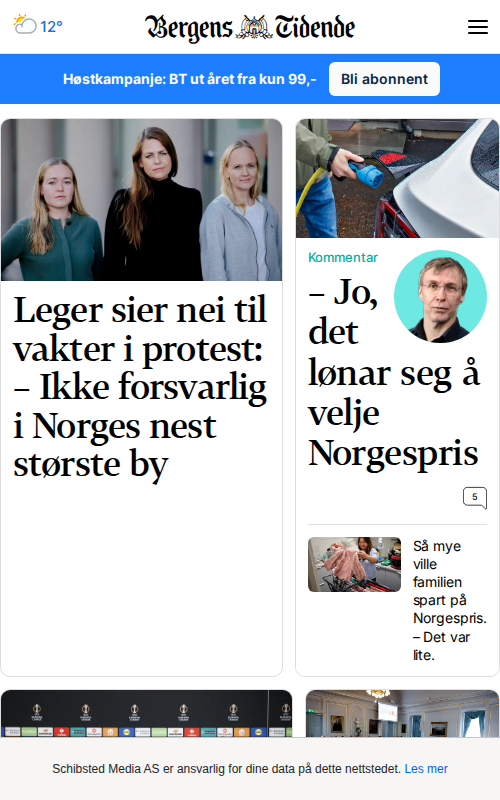 12°
Bergens Tidende
Høstkampanje: BT ut året fra kun 99,-
Bli abonnent
Leger sier nei til
vakter i protest:
– Ikke forsvarlig
i Norges nest
største by
Kommentar
– Jo,
det
lønar seg å
velje
Norgespris
5
Så mye
ville
familien
spart på
Norgespris.
– Det var
lite.
Schibsted Media AS er ansvarlig for dine data på dette nettstedet. Les mer